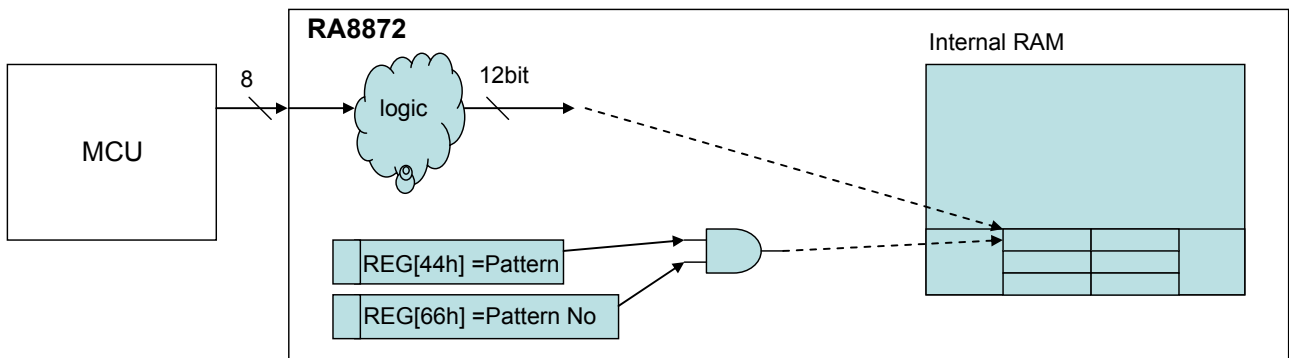 RA8872
Internal RAM
8
12bit
logic
MCU
REG[44h] =Pattern
REG[66h] =Pattern No